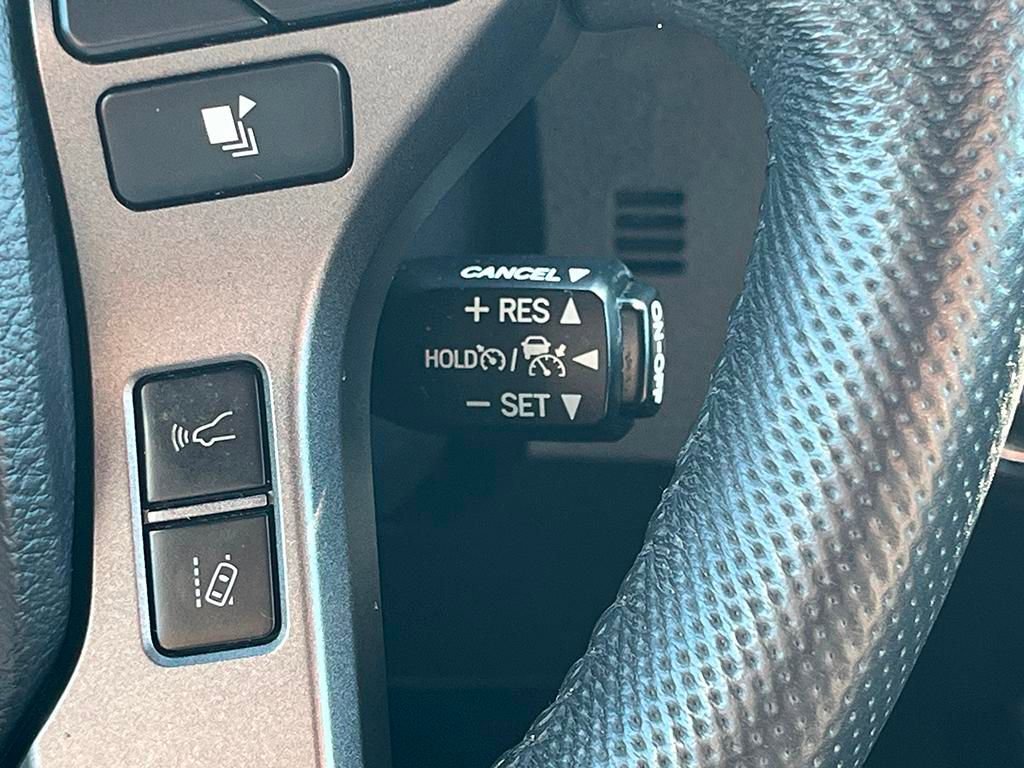 CANCEL
+ RES
HOLD /
- SET
ON-OFF